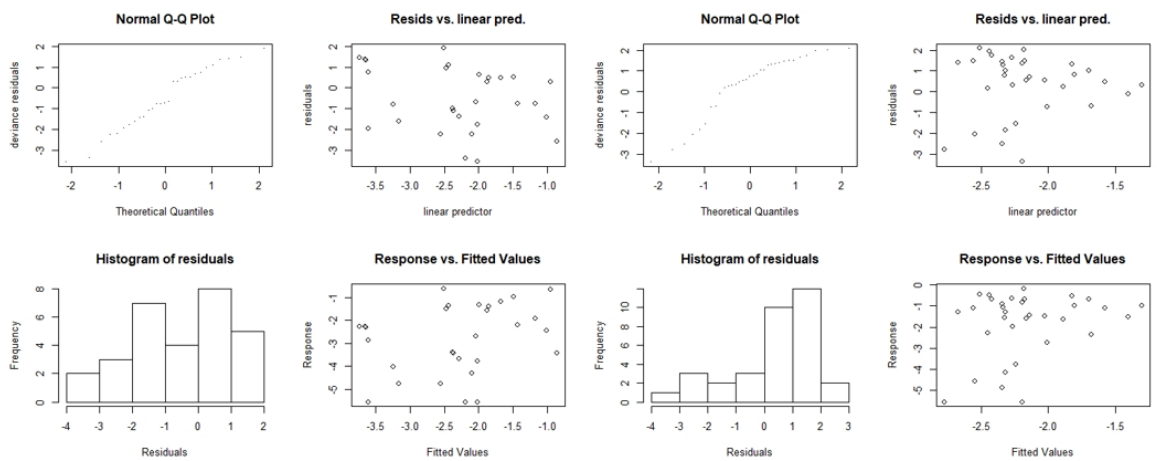 Normal Q-Q Plot
deviance residuals
2
1
0
-1
-2
-3
-2 -1 0 1 2
Theoretical Quantiles
Resids vs. linear pred.
residuals
2
1
0
-1
-2
-3
-3.5 -3.0 -2.5 -2.0 -1.5 -1.0
linear predictor
Normal Q-Q Plot
deviance residuals
2
1
0
-1
-2
-3
-2 -1 0 1 2
Theoretical Quantiles
Resids vs. linear pred.
residuals
2
1
0
-1
-2
-3
-2.5 -2.0 -1.5
linear predictor
Histogram of residuals
Frequency
8
6
4
2
0
-4 -3 -2 -1 0 1 2
Residuals
Response vs. Fitted Values
Response
-1
-2
-3
-4
-5
-3.5 -3.0 -2.5 -2.0 -1.5 -1.0
Fitted Values
Histogram of residuals
Frequency
10
6
4
2
0
-4 -3 -2 -1 0 1 2 3
Residuals
Response vs. Fitted Values
Response
0
-1
-2
-3
-4
-5
-2.5 -2.0 -1.5
Fitted Values